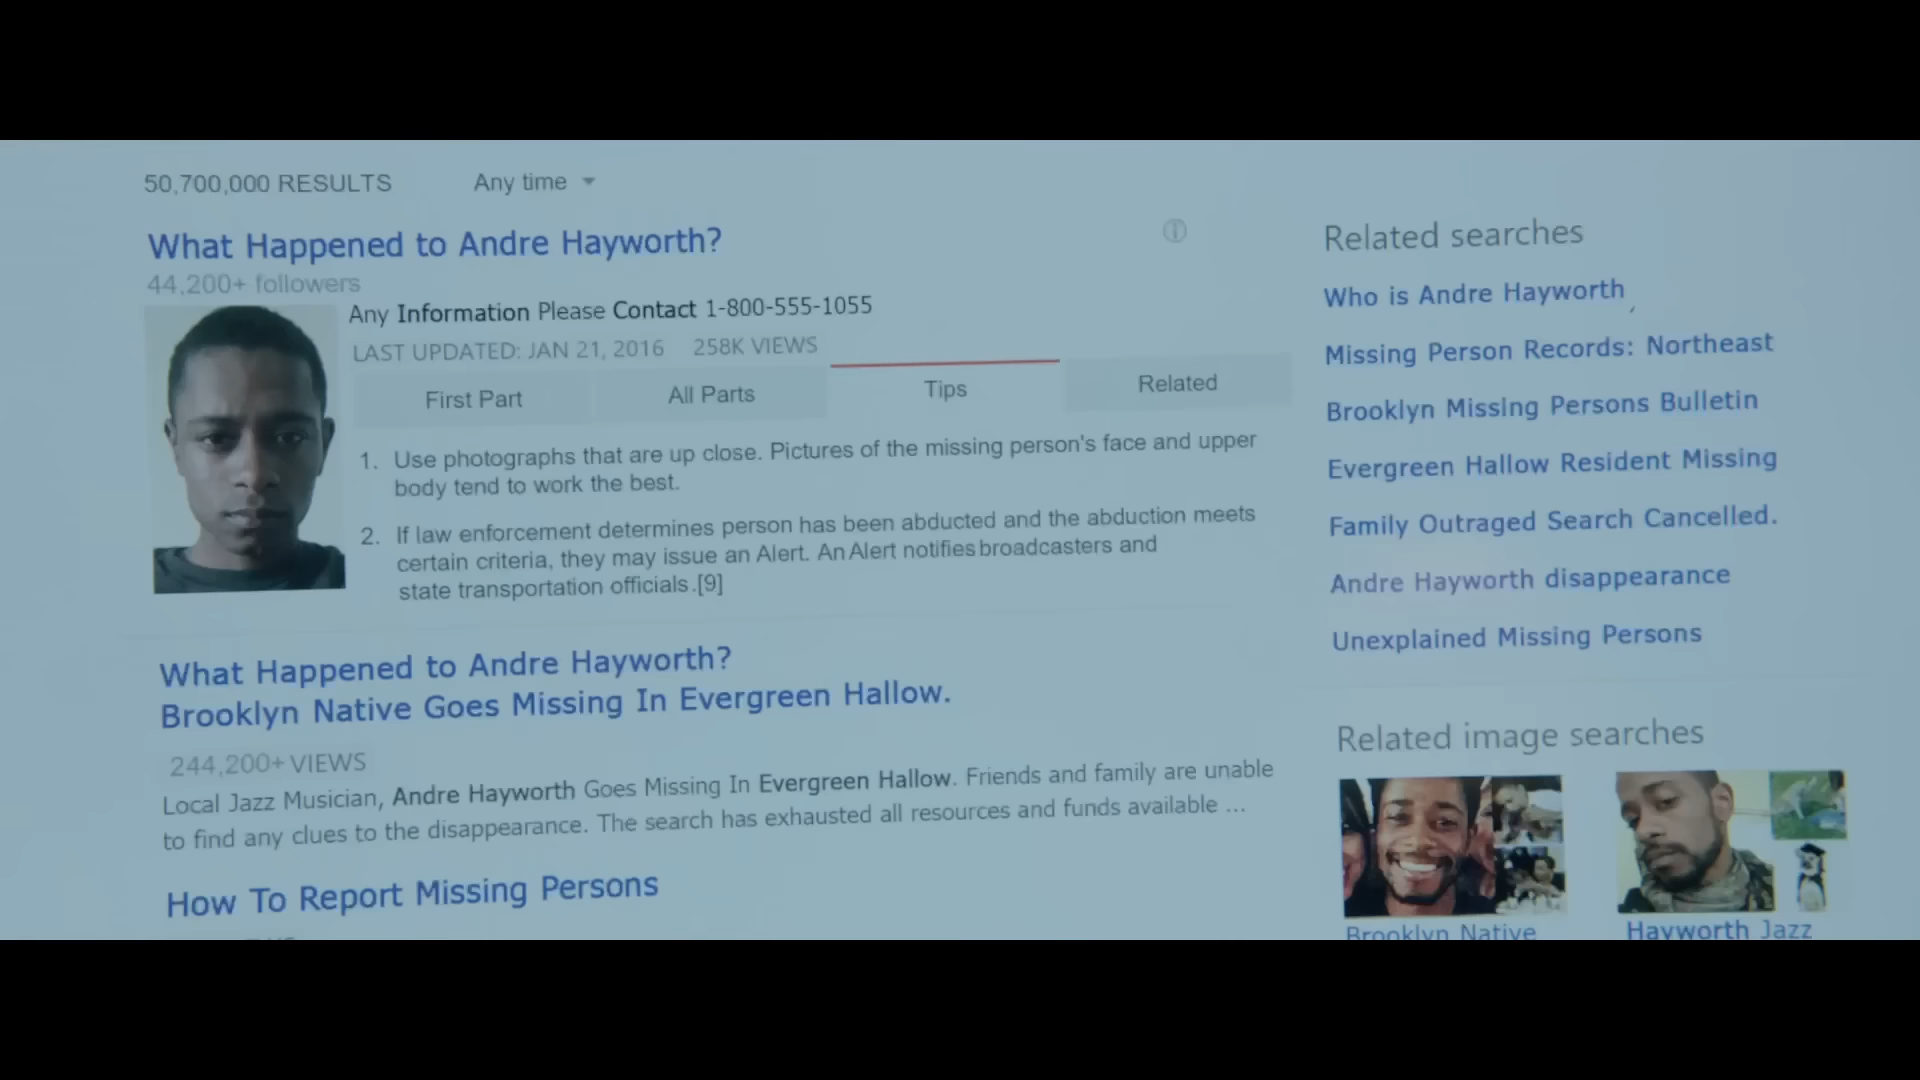 50,700,000 RESULTS
Any time
What Happened to Andre Hayworth?
44,200+ followers
Any Information Please Contact 1-800-555-1055
LAST UPDATED: JAN 21, 2016 258K VIEWS
First Part
All Parts
Tips
Related
1. Use photographs that are up close. Pictures of the missing person's face and upper
body tend to work the best.
2. If law enforcement determines person has been abducted and the abduction meets
certain criteria, they may issue an Alert. An Alert notifies broadcasters and
state transportation officials.[9]
What Happened to Andre Hayworth?
Brooklyn Native Goes Missing In Evergreen Hallow.
244,200+ VIEWS
Local Jazz Musician, Andre Hayworth Goes Missing In Evergreen Hallow. Friends and family are unable
to find any clues to the disappearance. The search has exhausted all resources and funds available ...
How To Report Missing Persons
Related searches
Who is Andre Hayworth
Missing Person Records: Northeast
Brooklyn Missing Persons Bulletin
Evergreen Hallow Resident Missing
Family Outraged Search Cancelled.
Andre Hayworth disappearance
Unexplained Missing Persons
Related image searches
Brooklyn Native
Hayworth Jazz